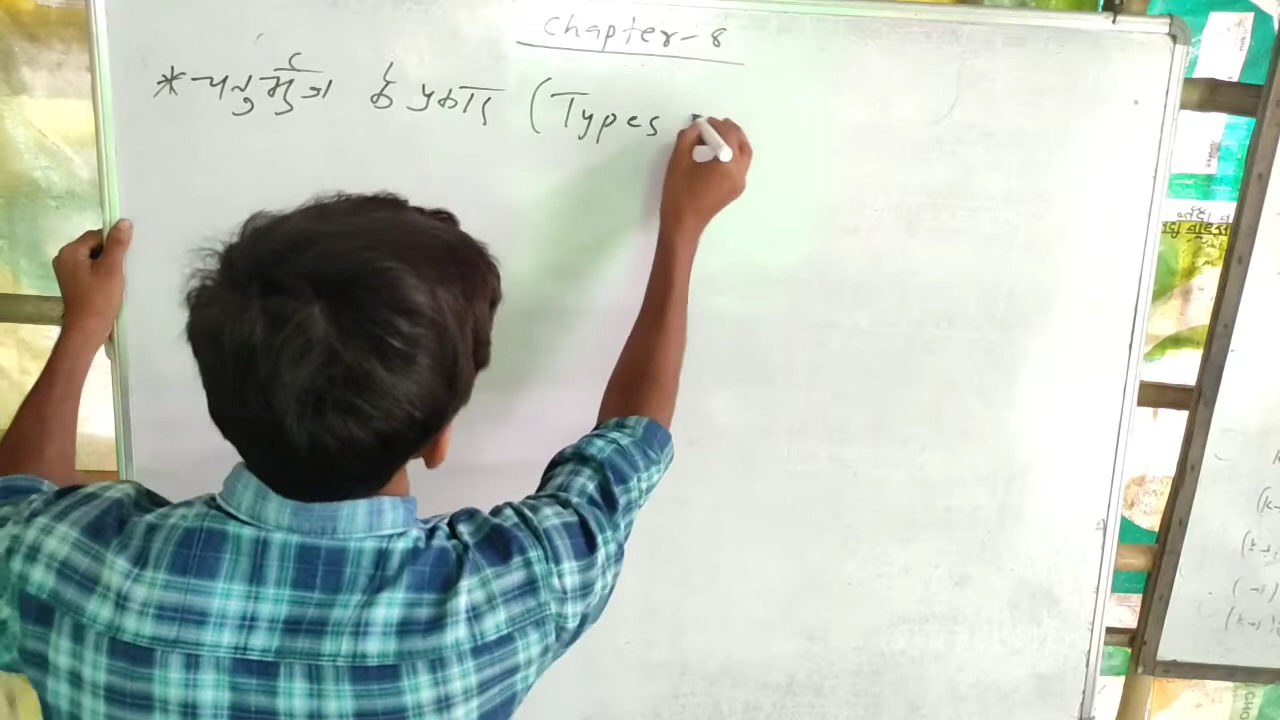 Chapter-8
* चतुर्भुज के प्रकार (Types